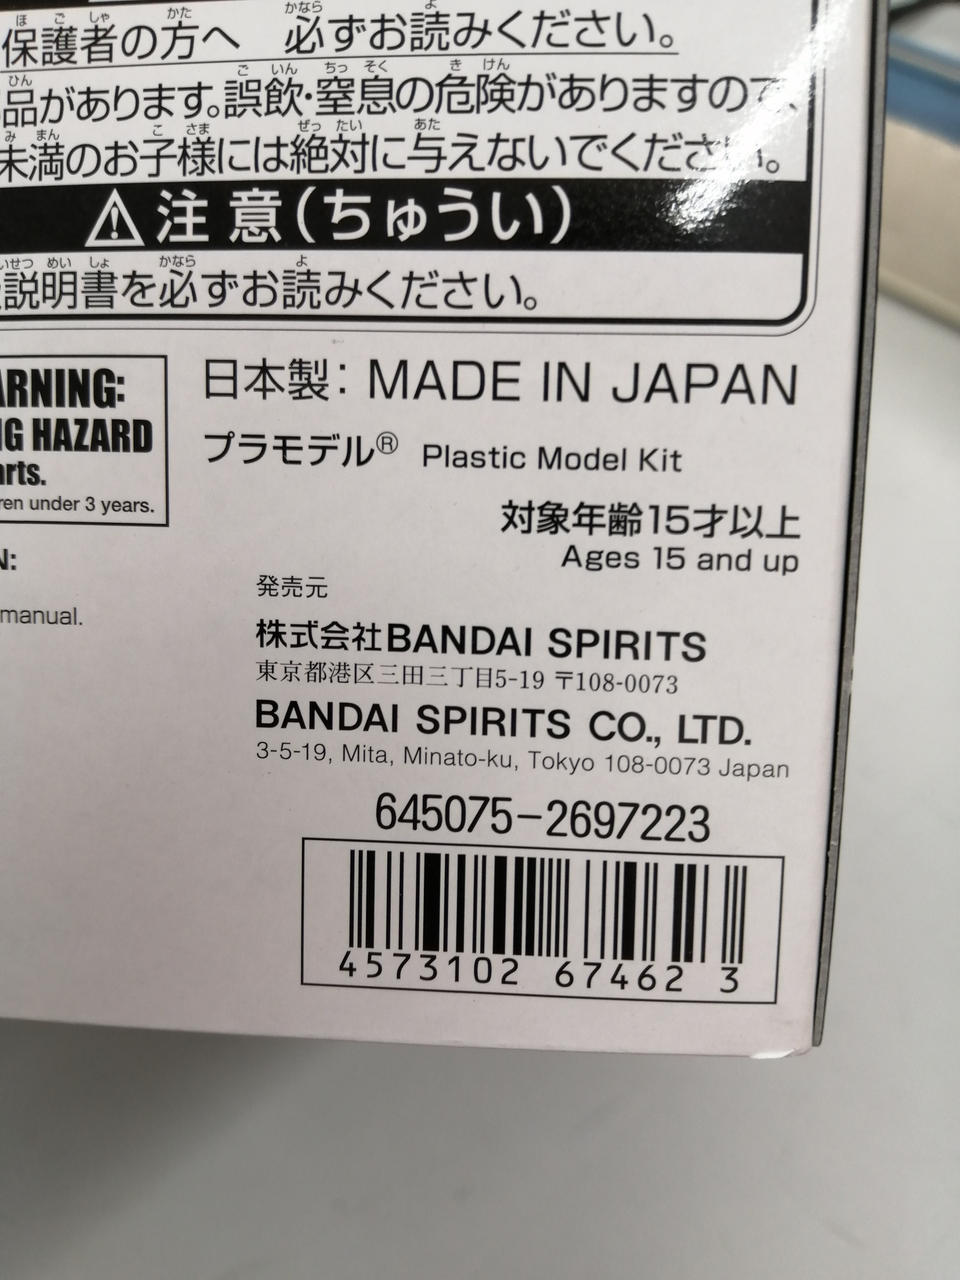 保護者の方へ 必ずお読みください。
品があります。誤飲・窒息の危険がありますので、
未満のお子様には絶対に与えないでください。
⚠注意(ちゅうい)
説明書を必ずお読みください。
日本製: MADE IN JAPAN
プラモデル® Plastic Model Kit
HAZARD
ren under 3 years.
対象年齢15才以上
Ages 15 and up
manual.
発売元
株式会社BANDAI SPIRITS
東京都港区三田三丁目5-19 〒108-0073
BANDAI SPIRITS CO., LTD.
3-5-19, Mita, Minato-ku, Tokyo 108-0073 Japan
645075-2697223
4573102 67462 3